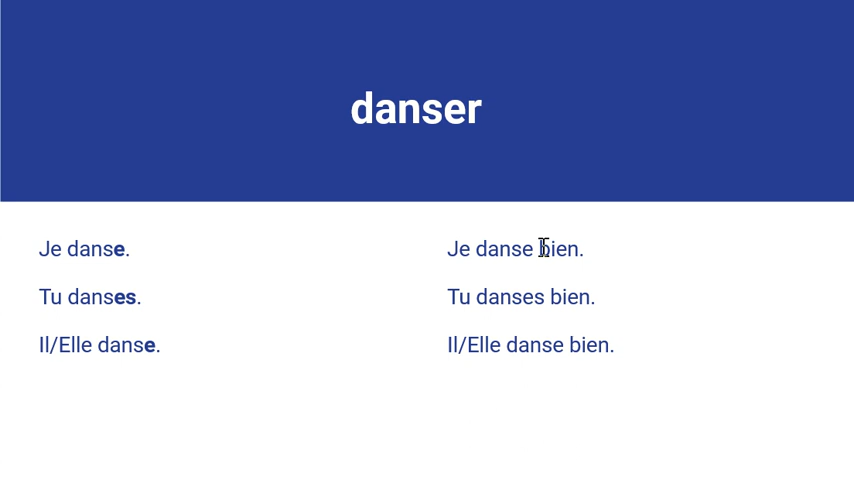 danser
Je danse.
Tu danses.
Il/Elle danse.
Je danse bien.
Tu danses bien.
Il/Elle danse bien.